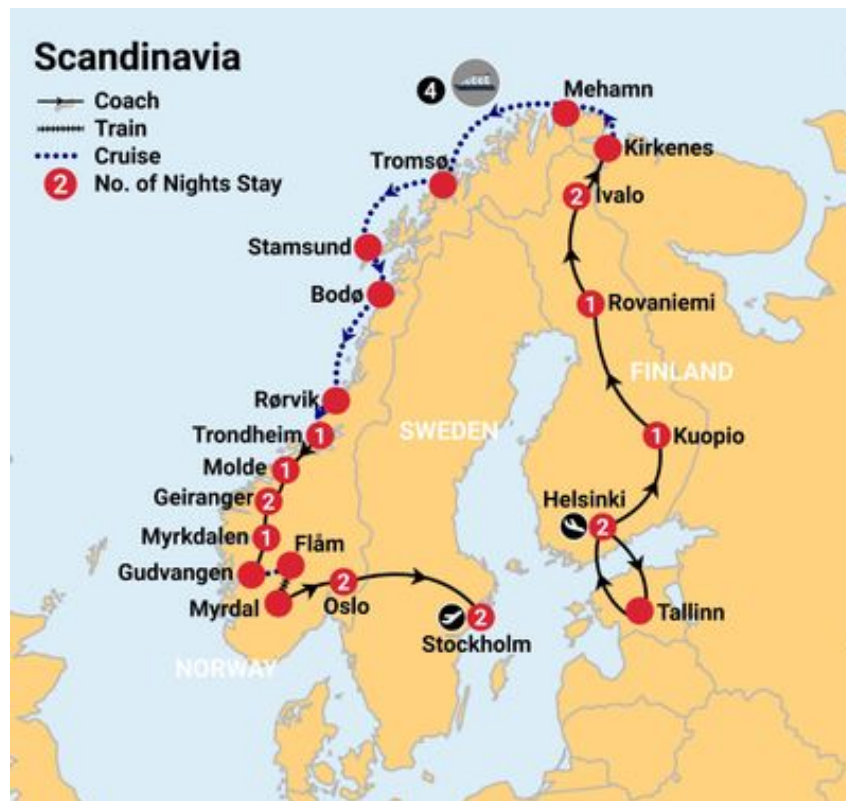 Scandinavia
Coach
Train
Cruise
2 No. of Nights Stay
4
Mehamn
Kirkenes
Tromsø
2 Ivalo
Stamsund
Bodø
1 Rovaniemi
FINLAND
Rørvik
SWEDEN
Trondheim 1
1 Kuopio
Molde 1
Geiranger 2
Helsinki
2
Myrkdalen 1
Flåm
Gudvangen
Myrdal
2
Oslo
Tallinn
2
Stockholm
NORWAY